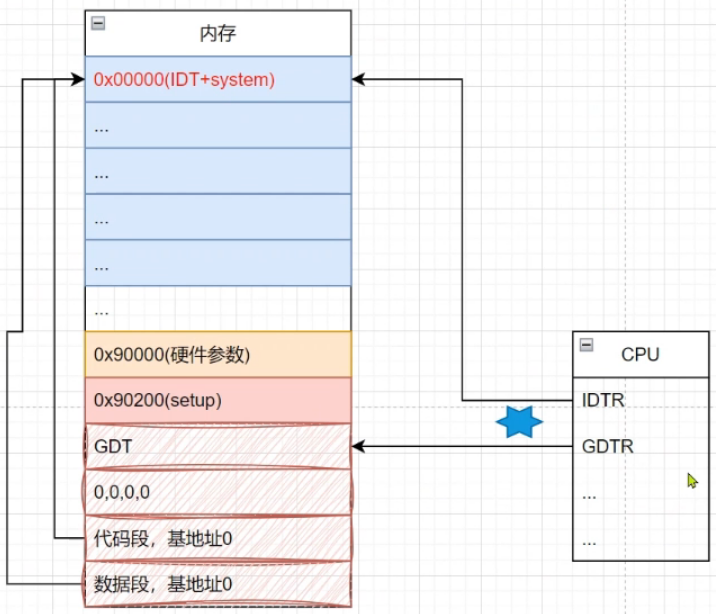 内存
0x00000(IDT+system)
...
...
...
...
...
0x90000(硬件参数)
0x90200(setup)
GDT
0,0,0,0
代码段，基地址0
数据段，基地址0
CPU
IDTR
GDTR
...
...